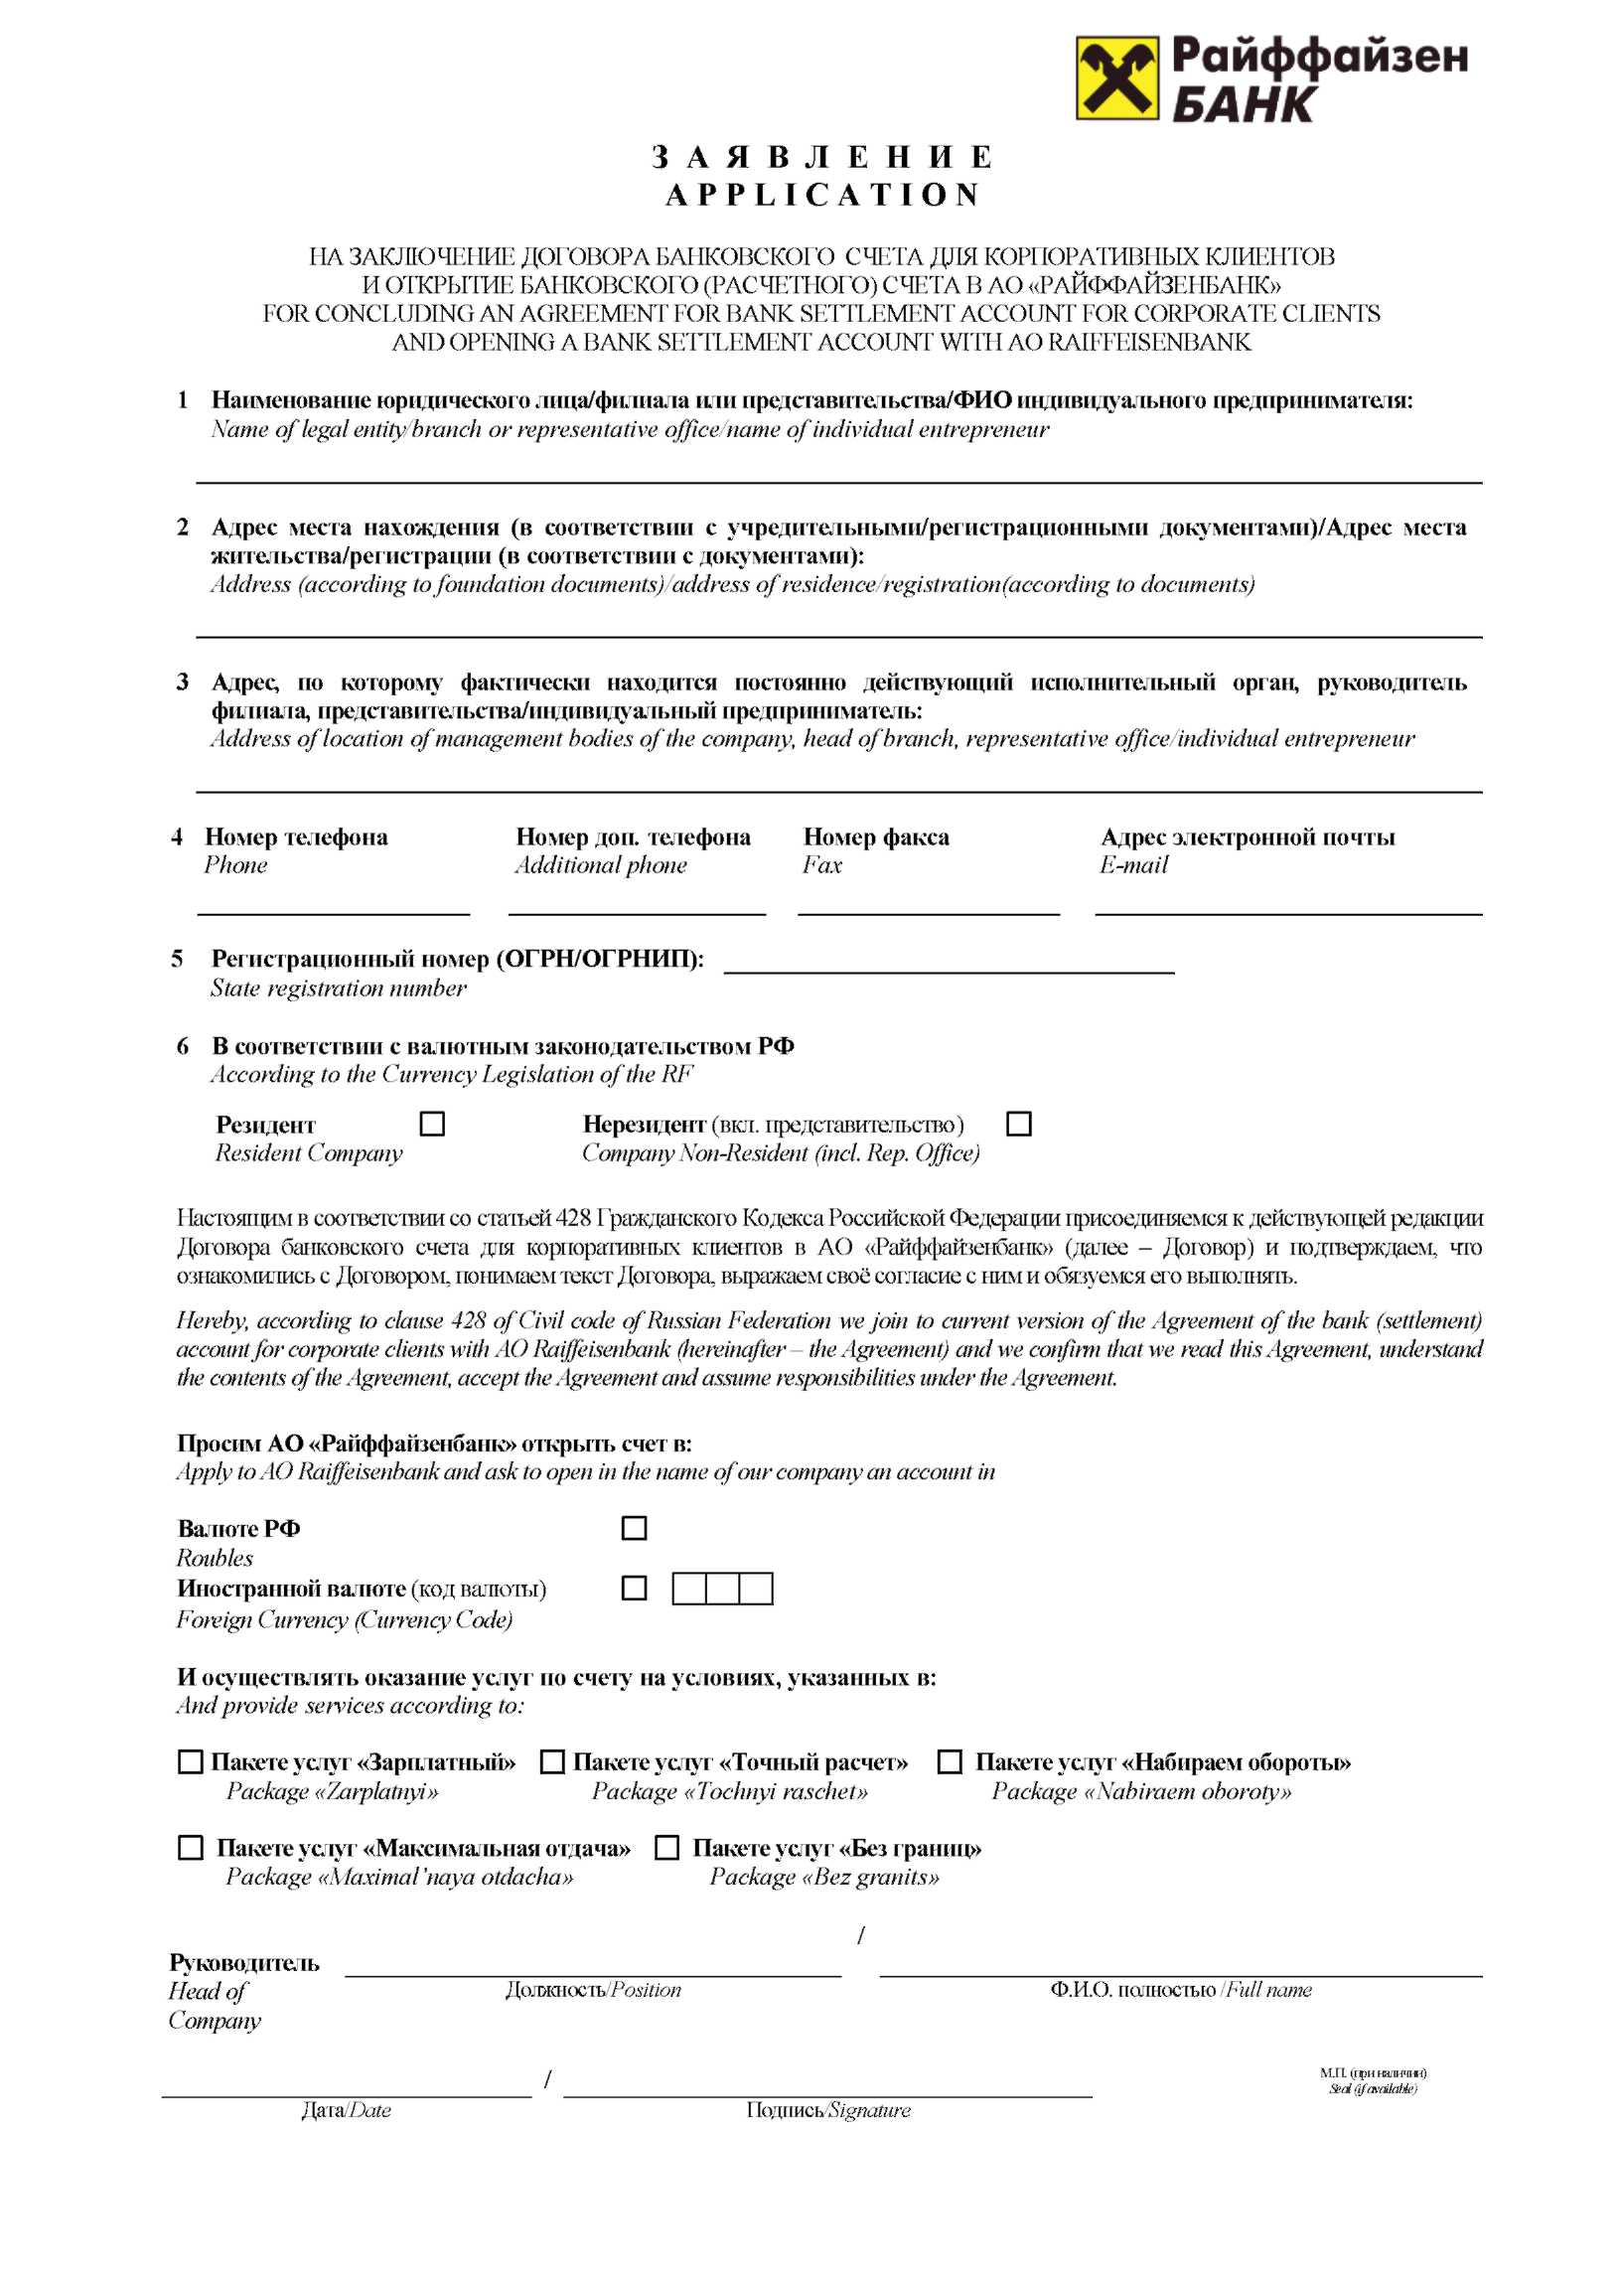 Райффайзен
БАНК
ЗАЯВЛЕНИЕ
APPLICATION
НА ЗАКЛЮЧЕНИЕ ДОГОВОРА БАНКОВСКОГО СЧЕТА ДЛЯ КОРПОРАТИВНЫХ КЛИЕНТОВ
И ОТКРЫТИЕ БАНКОВСКОГО (РАСЧЕТНОГО) СЧЕТА В АО «РАЙФФАЙЗЕНБАНК»
FOR CONCLUDING AN AGREEMENT FOR BANK SETTLEMENT ACCOUNT FOR CORPORATE CLIENTS
AND OPENING A BANK SETTLEMENT ACCOUNT WITH AO RAIFFEISENBANK
1 Наименование юридического лица/филиала или представительства/ФИО индивидуального предпринимателя:
Name of legal entity/branch or representative office/name of individual entrepreneur
2 Адрес места нахождения (в соответствии с учредительными/регистрационными документами)/Адрес места
жительства/регистрации (в соответствии с документами):
Address (according to foundation documents)/address of residence/registration(according to documents)
3 Адрес, по которому фактически находится постоянно действующий исполнительный орган, руководитель
филиала, представительства/индивидуальный предприниматель:
Address of location of management bodies of the company, head of branch, representative office/individual entrepreneur
4 Номер телефона Номер доп. телефона Номер факса Адрес электронной почты
Phone Additional phone Fax E-mail
5 Регистрационный номер (ОГРН/ОГРНИП):
State registration number
6 В соответствии с валютным законодательством РФ
According to the Currency Legislation of the RF
Резидент Нерезидент (вкл. представительство)
Resident Company Company Non-Resident (incl. Rep. Office)
Настоящим в соответствии со статьей 428 Гражданского Кодекса Российской Федерации присоединяемся к действующей редакции
Договора банковского счета для корпоративных клиентов в АО «Райффайзенбанк» (далее – Договор) и подтверждаем, что
ознакомились с Договором, понимаем текст Договора, выражаем своё согласие с ним и обязуемся его выполнять.
Hereby, according to clause 428 of Civil code of Russian Federation we join to current version of the Agreement of the bank (settlement)
account for corporate clients with AO Raiffeisenbank (hereinafter – the Agreement) and we confirm that we read this Agreement, understand
the contents of the Agreement, accept the Agreement and assume responsibilities under the Agreement.
Просим АО «Райффайзенбанк» открыть счет в:
Apply to AO Raiffeisenbank and ask to open in the name of our company an account in
Валюте РФ
Roubles
Иностранной валюте (код валюты)
Foreign Currency (Currency Code)
И осуществлять оказание услуг по счету на условиях, указанных в:
And provide services according to:
Пакете услуг «Зарплатный» Пакете услуг «Точный расчет» Пакете услуг «Набираем обороты»
Package «Zarplatnyi» Package «Tochnyi raschet» Package «Nabiraem oboroty»
Пакете услуг «Максимальная отдача» Пакете услуг «Без границ»
Package «Maximal’naya otdacha» Package «Bez granits»
/
Руководитель
Head of
Company
Должность/Position Ф.И.О. полностью /Full name
/
М.П. (при наличии)
Seal (if available)
Дата/Date Подпись/Signature